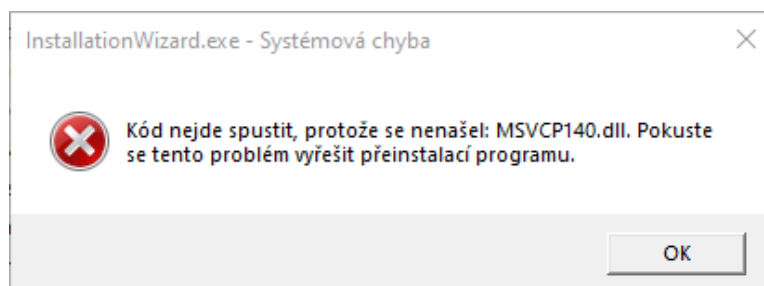 InstallationWizard.exe - Systémová chyba
Kód nejde spustit, protože se nenašel: MSVCP140.dll. Pokuste
se tento problém vyřešit přeinstalací programu.
OK